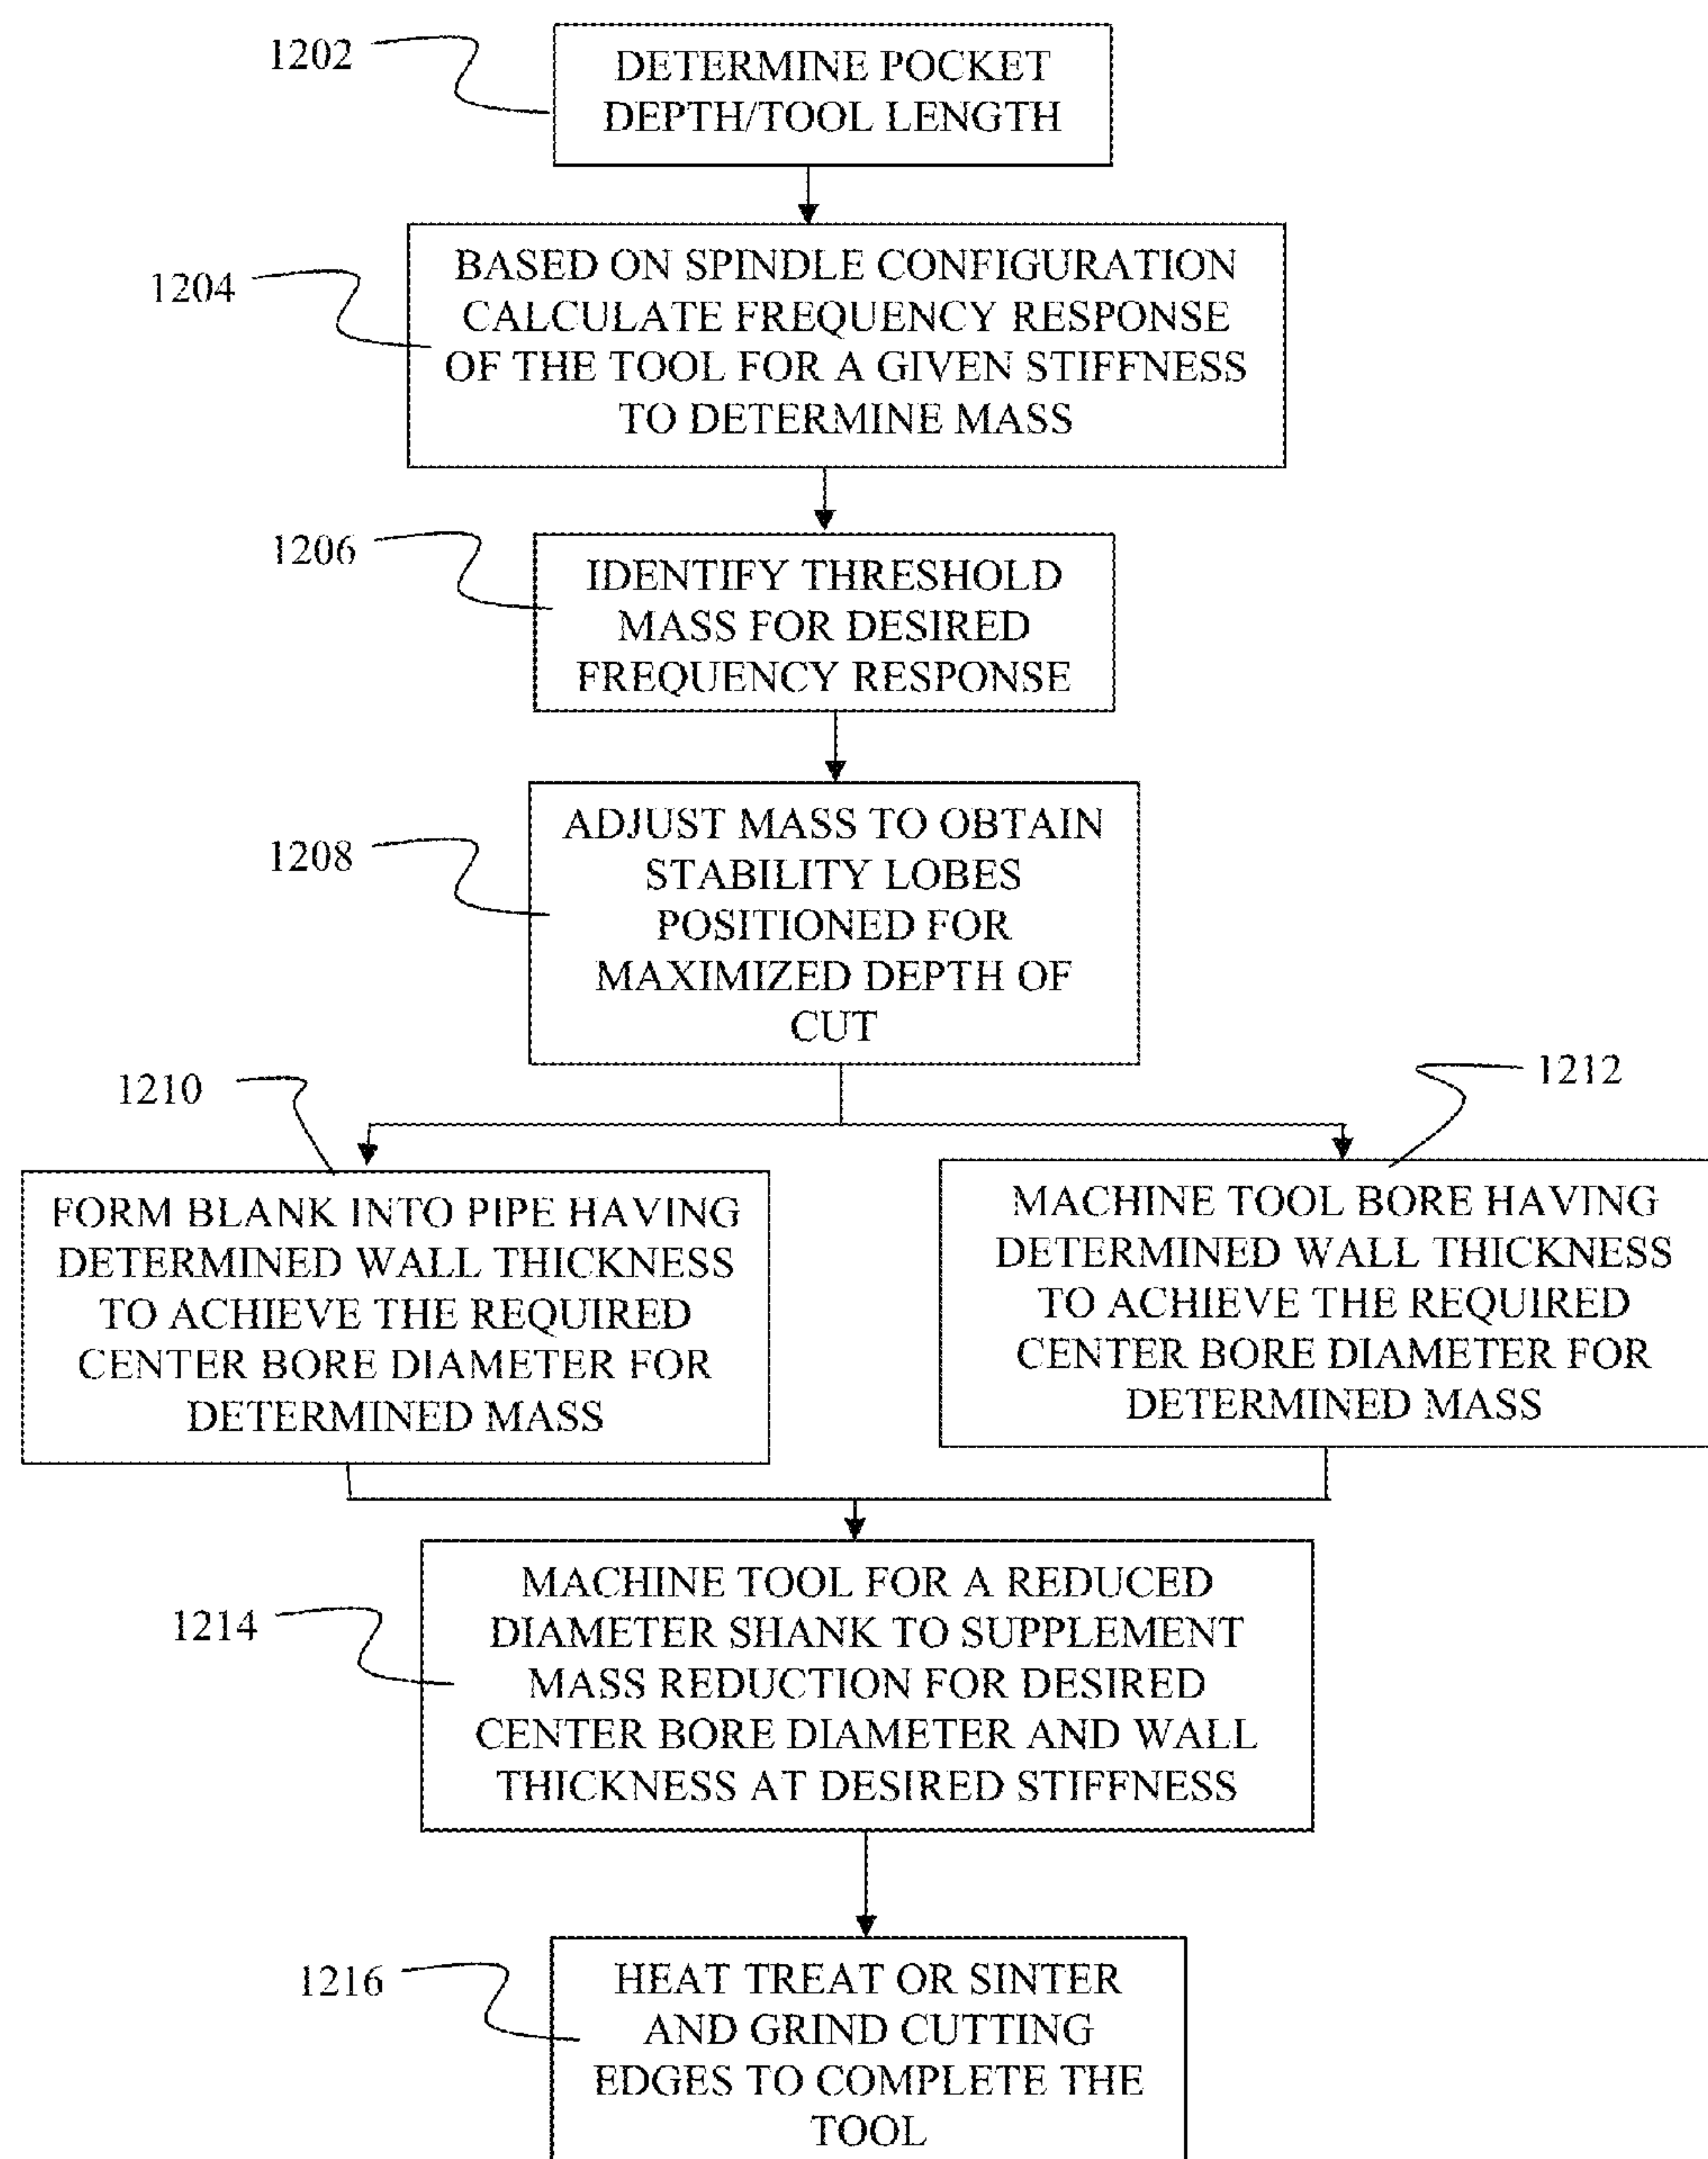 1202
DETERMINE POCKET
DEPTH/TOOL LENGTH
1204
BASED ON SPINDLE CONFIGURATION
CALCULATE FREQUENCY RESPONSE
OF THE TOOL FOR A GIVEN STIFFNESS
TO DETERMINE MASS
1206
IDENTIFY THRESHOLD
MASS FOR DESIRED
FREQUENCY RESPONSE
1208
ADJUST MASS TO OBTAIN
STABILITY LOBES
POSITIONED FOR
MAXIMIZED DEPTH OF
CUT
1210
FORM BLANK INTO PIPE HAVING
DETERMINED WALL THICKNESS
TO ACHIEVE THE REQUIRED
CENTER BORE DIAMETER FOR
DETERMINED MASS
1212
MACHINE TOOL BORE HAVING
DETERMINED WALL THICKNESS
TO ACHIEVE THE REQUIRED
CENTER BORE DIAMETER FOR
DETERMINED MASS
1214
MACHINE TOOL FOR A REDUCED
DIAMETER SHANK TO SUPPLEMENT
MASS REDUCTION FOR DESIRED
CENTER BORE DIAMETER AND WALL
THICKNESS AT DESIRED STIFFNESS
1216
HEAT TREAT OR SINTER
AND GRIND CUTTING
EDGES TO COMPLETE THE
TOOL